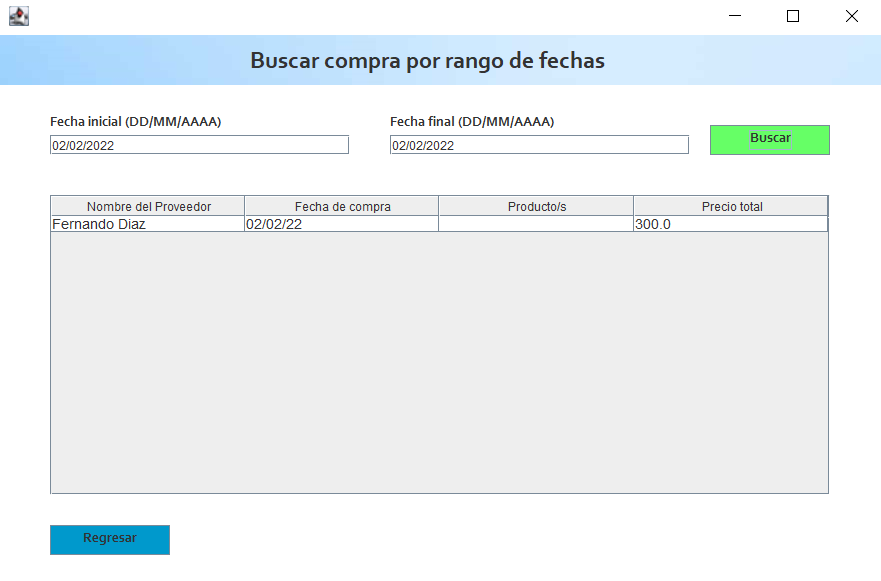 Buscar compra por rango de fechas
Fecha inicial (DD/MM/AAAA) Fecha final (DD/MM/AAAA)
02/02/2022 02/02/2022 Buscar
Nombre del Proveedor Fecha de compra Producto/s Precio total
Fernando Diaz 02/02/22 300.0
Regresar